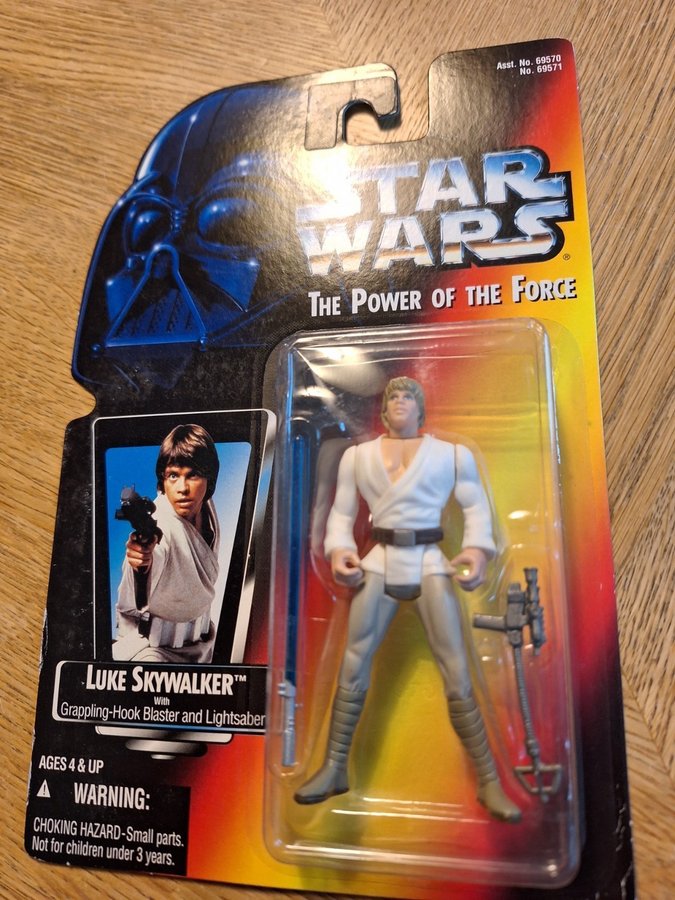 Asst. No. 69570
No. 69571
STAR
WARS®
THE POWER OF THE FORCE
LUKE SKYWALKER™
With
Grappling-Hook Blaster and Lightsaber
AGES 4 & UP
⚠ WARNING:
CHOKING HAZARD-Small parts.
Not for children under 3 years.